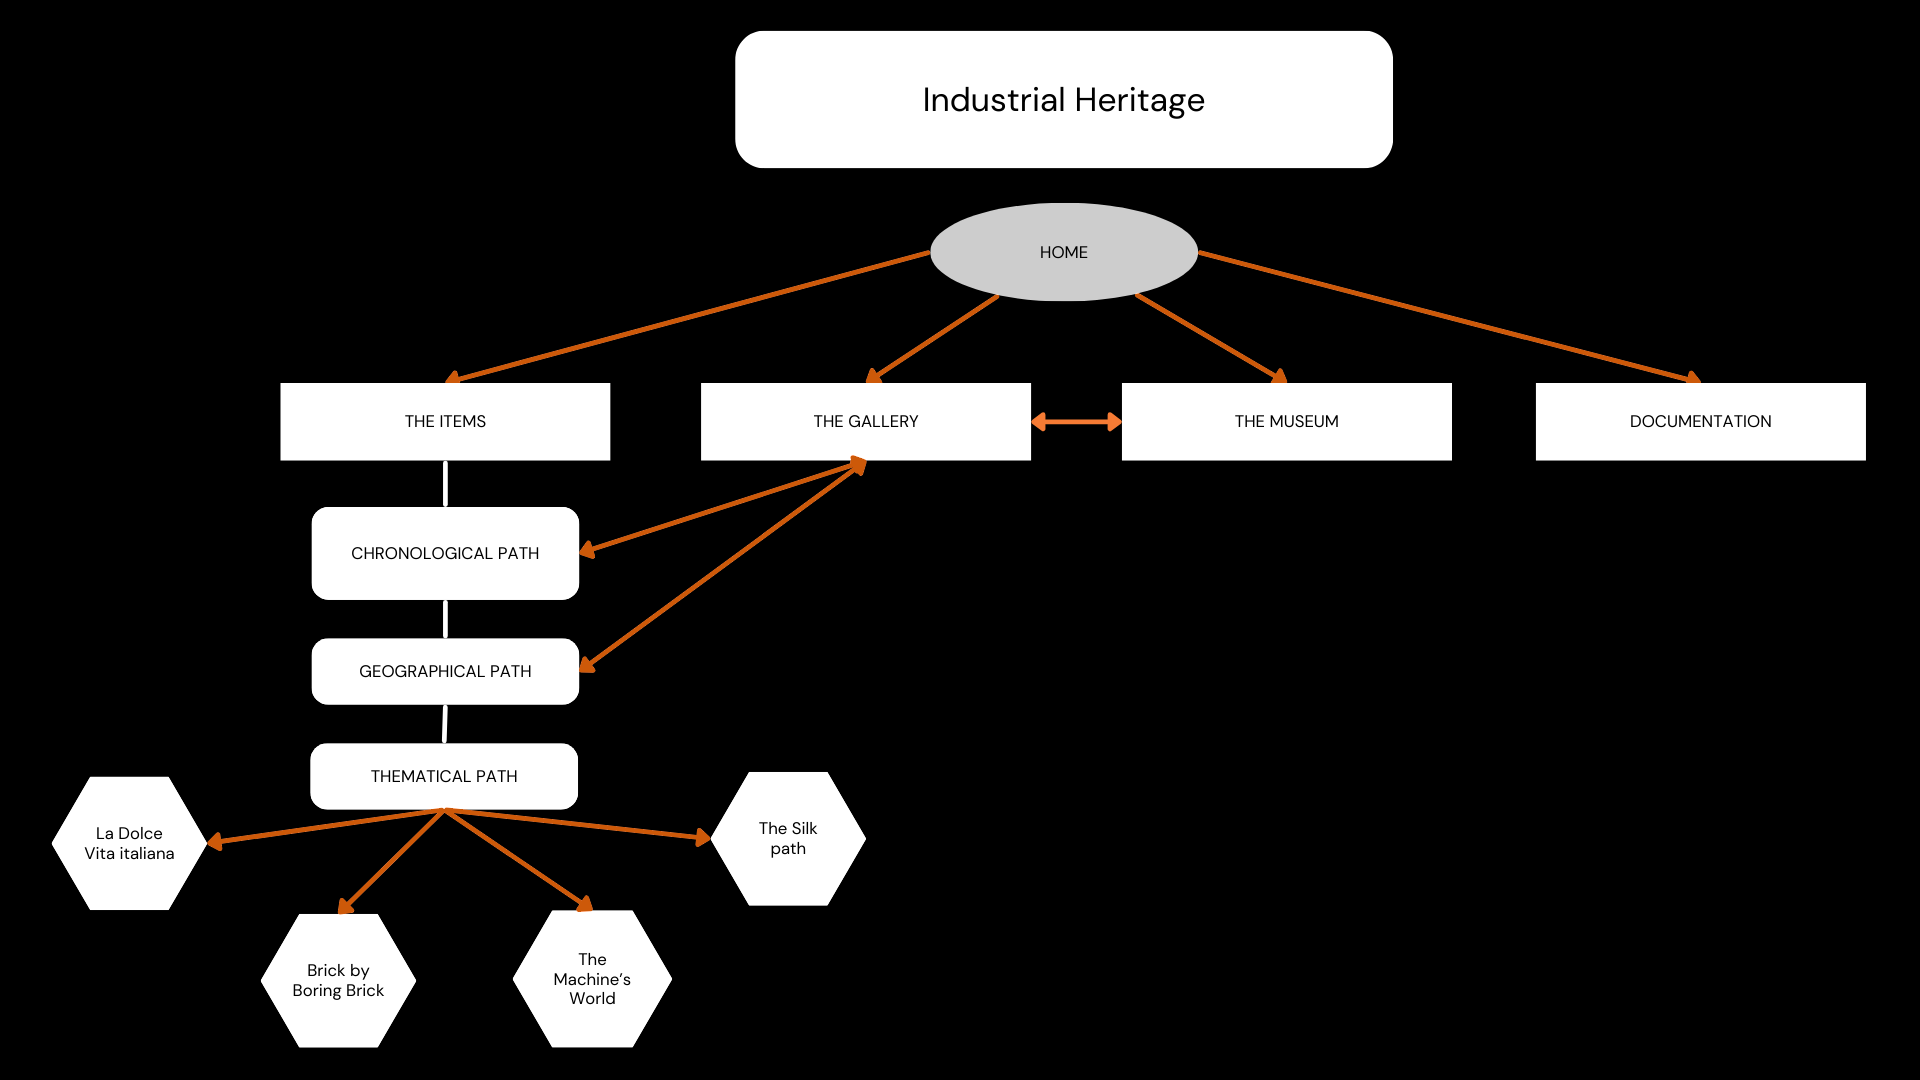 Industrial Heritage
HOME
THE ITEMS
THE GALLERY
THE MUSEUM
DOCUMENTATION
CHRONOLOGICAL PATH
GEOGRAPHICAL PATH
THEMATICAL PATH
La Dolce
Vita italiana
Brick by
Boring Brick
The
Machine’s
World
The Silk
path